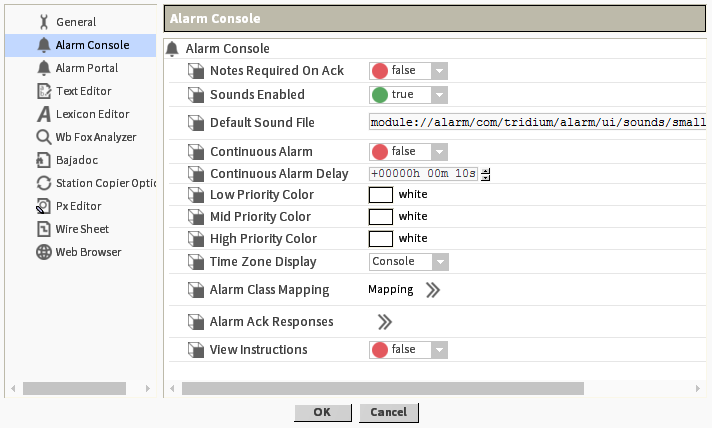 General
Alarm Console
Alarm Portal
Text Editor
Lexicon Editor
Wb Fox Analyzer
Bajadoc
Station Copier Optic
Px Editor
Wire Sheet
Web Browser
Alarm Console
Alarm Console
Notes Required On Ack false
Sounds Enabled true
Default Sound File module://alarm/com/tridium/alarm/ui/sounds/small
Continuous Alarm false
Continuous Alarm Delay +00000h 00m 10s
Low Priority Color white
Mid Priority Color white
High Priority Color white
Time Zone Display Console
Alarm Class Mapping Mapping
Alarm Ack Responses
View Instructions false
OK Cancel